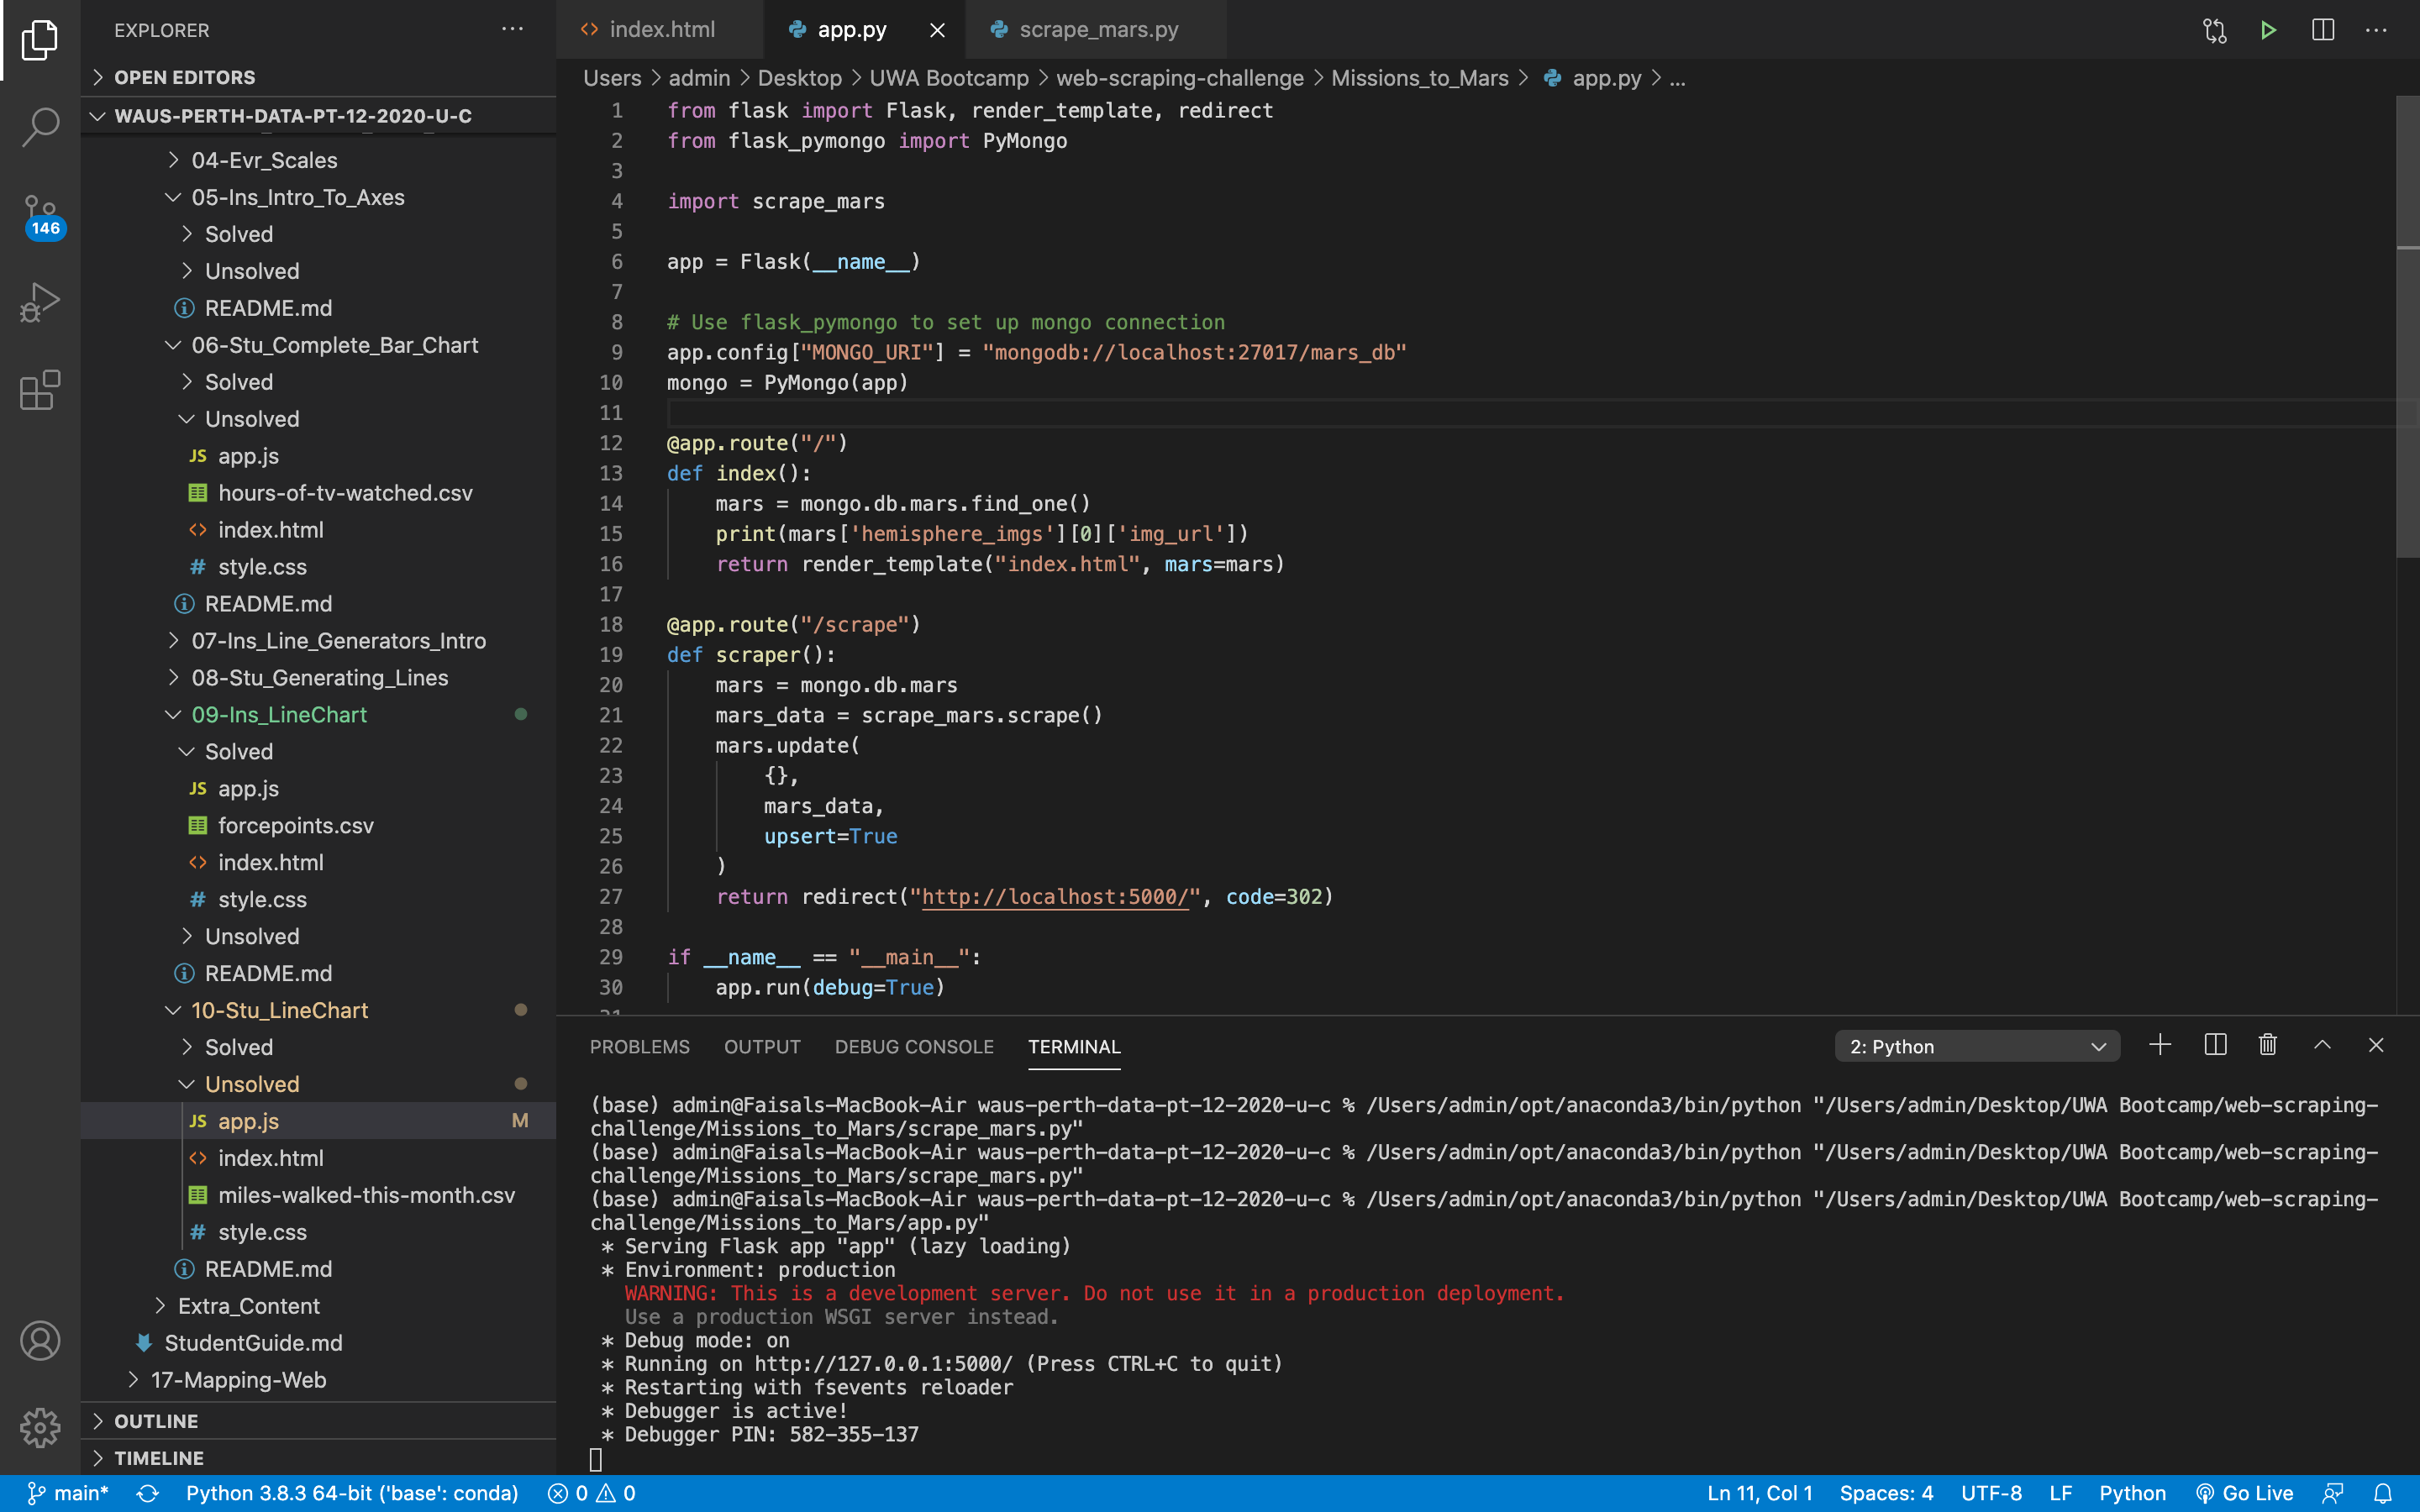 EXPLORER
OPEN EDITORS
WAUS-PERTH-DATA-PT-12-2020-U-C
04-Evr_Scales
05-Ins_Intro_To_Axes
Solved
Unsolved
README.md
06-Stu_Complete_Bar_Chart
Solved
Unsolved
JS app.js
hours-of-tv-watched.csv
<> index.html
# style.css
README.md
07-Ins_Line_Generators_Intro
08-Stu_Generating_Lines
09-Ins_LineChart
Solved
JS app.js
forcepoints.csv
<> index.html
# style.css
Unsolved
README.md
10-Stu_LineChart
Solved
Unsolved
JS app.js M
<> index.html
miles-walked-this-month.csv
# style.css
README.md
Extra_Content
StudentGuide.md
17-Mapping-Web
OUTLINE
TIMELINE
146
<> index.html app.py scrape_mars.py
Users > admin > Desktop > UWA Bootcamp > web-scraping-challenge > Missions_to_Mars > app.py > ...
1 from flask import Flask, render_template, redirect
2 from flask_pymongo import PyMongo
3
4 import scrape_mars
5
6 app = Flask(__name__)
7
8 # Use flask_pymongo to set up mongo connection
9 app.config["MONGO_URI"] = "mongodb://localhost:27017/mars_db"
10 mongo = PyMongo(app)
11
12 @app.route("/")
13 def index():
14     mars = mongo.db.mars.find_one()
15     print(mars['hemisphere_imgs'][0]['img_url'])
16     return render_template("index.html", mars=mars)
17
18 @app.route("/scrape")
19 def scraper():
20     mars = mongo.db.mars
21     mars_data = scrape_mars.scrape()
22     mars.update(
23         {},
24         mars_data,
25         upsert=True
26     )
27     return redirect("http://localhost:5000/", code=302)
28
29 if __name__ == "__main__":
30     app.run(debug=True)
PROBLEMS OUTPUT DEBUG CONSOLE TERMINAL 2: Python
(base) admin@Faisals-MacBook-Air waus-perth-data-pt-12-2020-u-c % /Users/admin/opt/anaconda3/bin/python "/Users/admin/Desktop/UWA Bootcamp/web-scraping-
challenge/Missions_to_Mars/scrape_mars.py"
(base) admin@Faisals-MacBook-Air waus-perth-data-pt-12-2020-u-c % /Users/admin/opt/anaconda3/bin/python "/Users/admin/Desktop/UWA Bootcamp/web-scraping-
challenge/Missions_to_Mars/scrape_mars.py"
(base) admin@Faisals-MacBook-Air waus-perth-data-pt-12-2020-u-c % /Users/admin/opt/anaconda3/bin/python "/Users/admin/Desktop/UWA Bootcamp/web-scraping-
challenge/Missions_to_Mars/app.py"
* Serving Flask app "app" (lazy loading)
* Environment: production
WARNING: This is a development server. Do not use it in a production deployment.
Use a production WSGI server instead.
* Debug mode: on
* Running on http://127.0.0.1:5000/ (Press CTRL+C to quit)
* Restarting with fsevents reloader
* Debugger is active!
* Debugger PIN: 582-355-137
main* Python 3.8.3 64-bit ('base': conda) 0 0 Ln 11, Col 1 Spaces: 4 UTF-8 LF Python Go Live